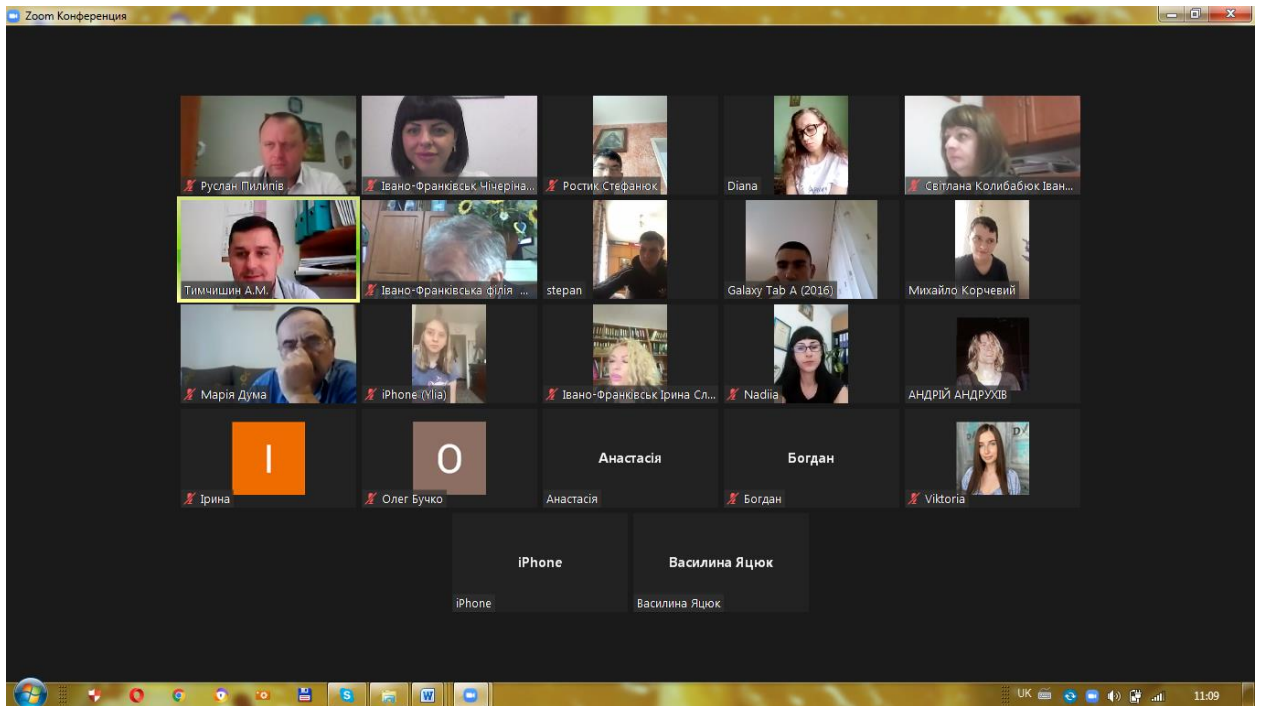 Zoom Конференция
Руслан Пилипів
Івано-Франківськ Чічеріна...
Ростик Стефанюк
Diana
Світлана Колибабюк Іван...
Тимчишин А.М.
Івано-Франківська філія ...
stepan
Galaxy Tab A (2016)
Михайло Корчевий
Марія Дума
iPhone (Ylia)
Івано-Франківськ Ірина Сл...
Nadiia
АНДРІЙ АНДРУХІВ
І
Ірина
О
Олег Бучко
Анастасія
Анастасія
Богдан
Богдан
Viktoria
iPhone
iPhone
Василина Яцюк
Василина Яцюк
UK
11:09